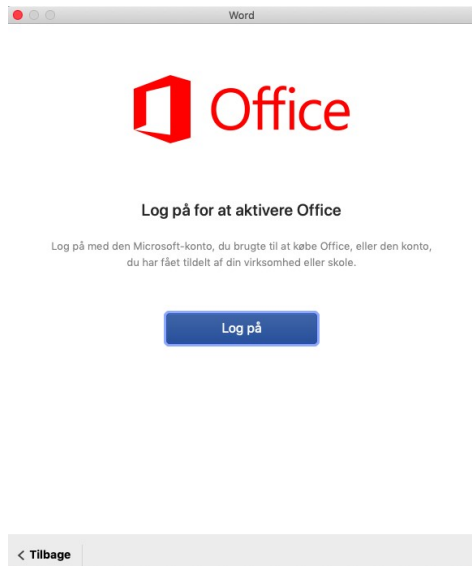 Word
Office
Log på for at aktivere Office
Log på med den Microsoft-konto, du brugte til at købe Office, eller den konto,
du har fået tildelt af din virksomhed eller skole.
Log på
< Tilbage